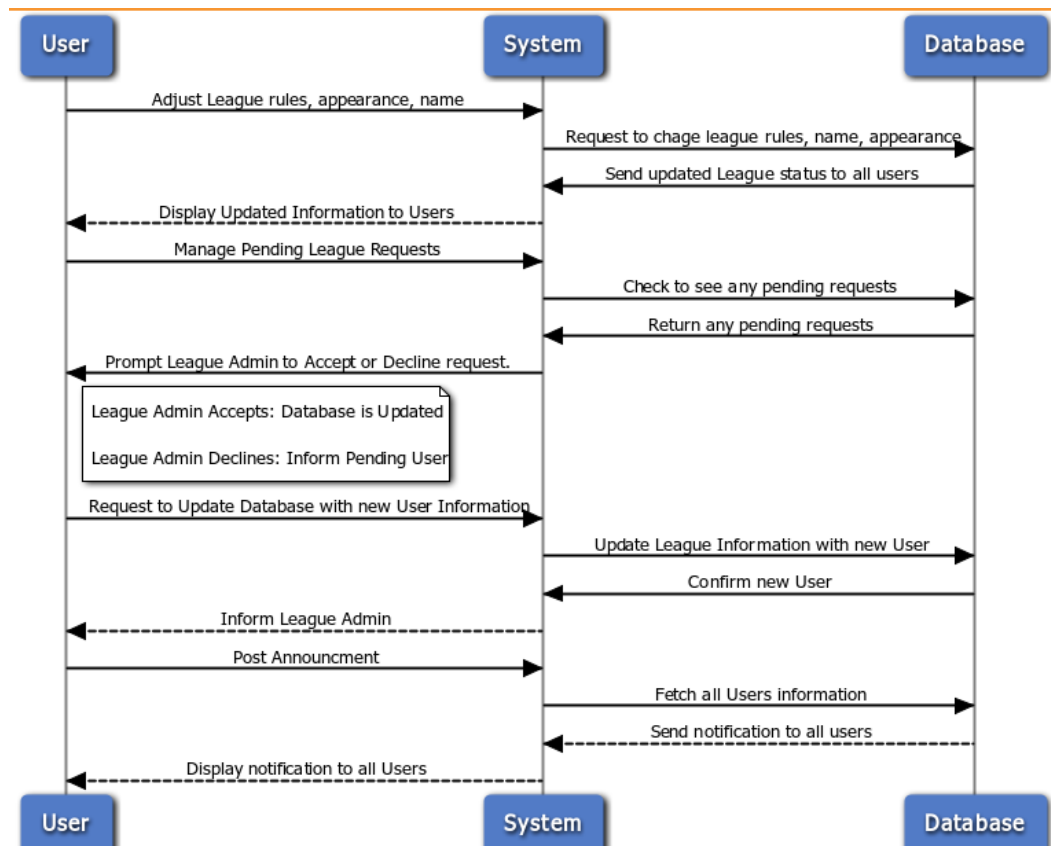 User System Database
Adjust League rules, appearance, name
Request to chage league rules, name, appearance
Send updated League status to all users
Display Updated Information to Users
Manage Pending League Requests
Check to see any pending requests
Return any pending requests
Prompt League Admin to Accept or Decline request.
League Admin Accepts: Database is Updated
League Admin Declines: Inform Pending User
Request to Update Database with new User Information
Update League Information with new User
Confirm new User
Inform League Admin
Post Announcment
Fetch all Users information
Send notification to all users
Display notification to all Users
User System Database